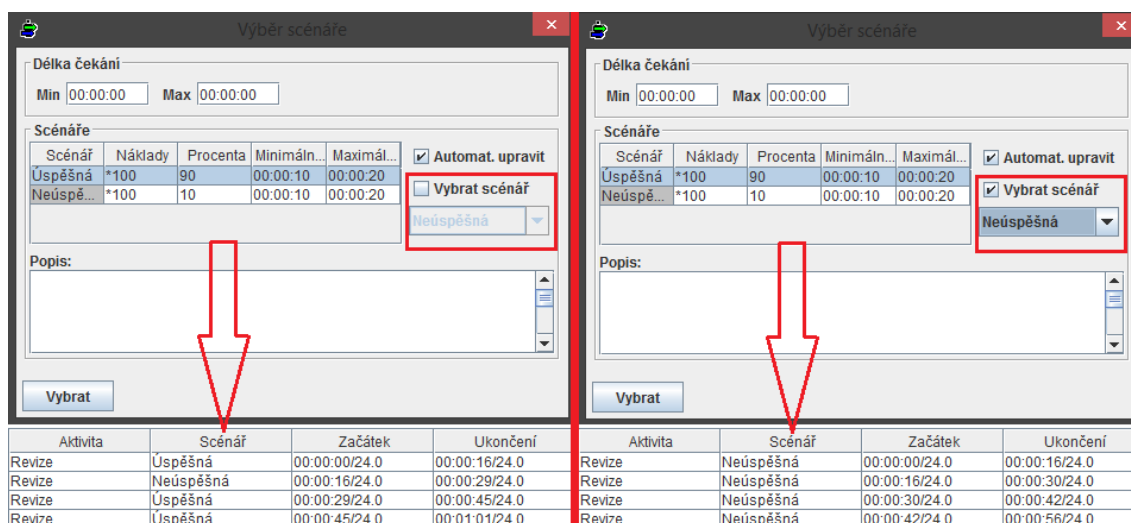 Výběr scénáře
Délka čekání
Min 00:00:00 Max 00:00:00
Scénáře
Scénář Náklady Procenta Minimáln... Maximál...
Úspěšná *100 90 00:00:10 00:00:20
Neúspě... *100 10 00:00:10 00:00:20
Automat. upravit
Vybrat scénář
Neúspěšná
Popis:
Vybrat
Aktivita Scénář Začátek Ukončení
Revize Úspěšná 00:00:00/24.0 00:00:16/24.0
Revize Neúspěšná 00:00:16/24.0 00:00:29/24.0
Revize Úspěšná 00:00:29/24.0 00:00:45/24.0
Revize Úspěšná 00:00:45/24.0 00:01:01/24.0
Výběr scénáře
Délka čekání
Min 00:00:00 Max 00:00:00
Scénáře
Scénář Náklady Procenta Minimáln... Maximál...
Úspěšná *100 90 00:00:10 00:00:20
Neúspě... *100 10 00:00:10 00:00:20
Automat. upravit
Vybrat scénář
Neúspěšná
Popis:
Vybrat
Aktivita Scénář Začátek Ukončení
Revize Neúspěšná 00:00:00/24.0 00:00:16/24.0
Revize Neúspěšná 00:00:16/24.0 00:00:30/24.0
Revize Neúspěšná 00:00:30/24.0 00:00:42/24.0
Revize Neúspěšná 00:00:42/24.0 00:00:56/24.0